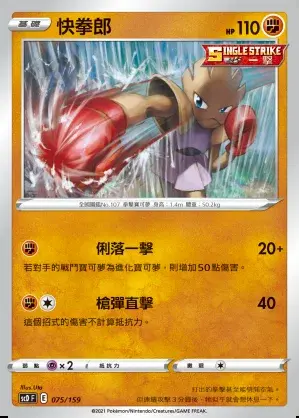 基礎 快拳郎 HP 110
SINGLE STRIKE
一擊
全國圖鑑No.107 拳擊寶可夢 身高：1.4m 體重：50.2kg
俐落一擊 20+
若對手的戰鬥寶可夢為進化寶可夢，則增加50點傷害。
槍彈直擊 40
這個招式的傷害不計算抵抗力。
弱點 ×2 抵抗力 撤退
Illus.
scD F E 075/159
©2021 Pokémon/Nintendo/Creatures/GAME FREAK.